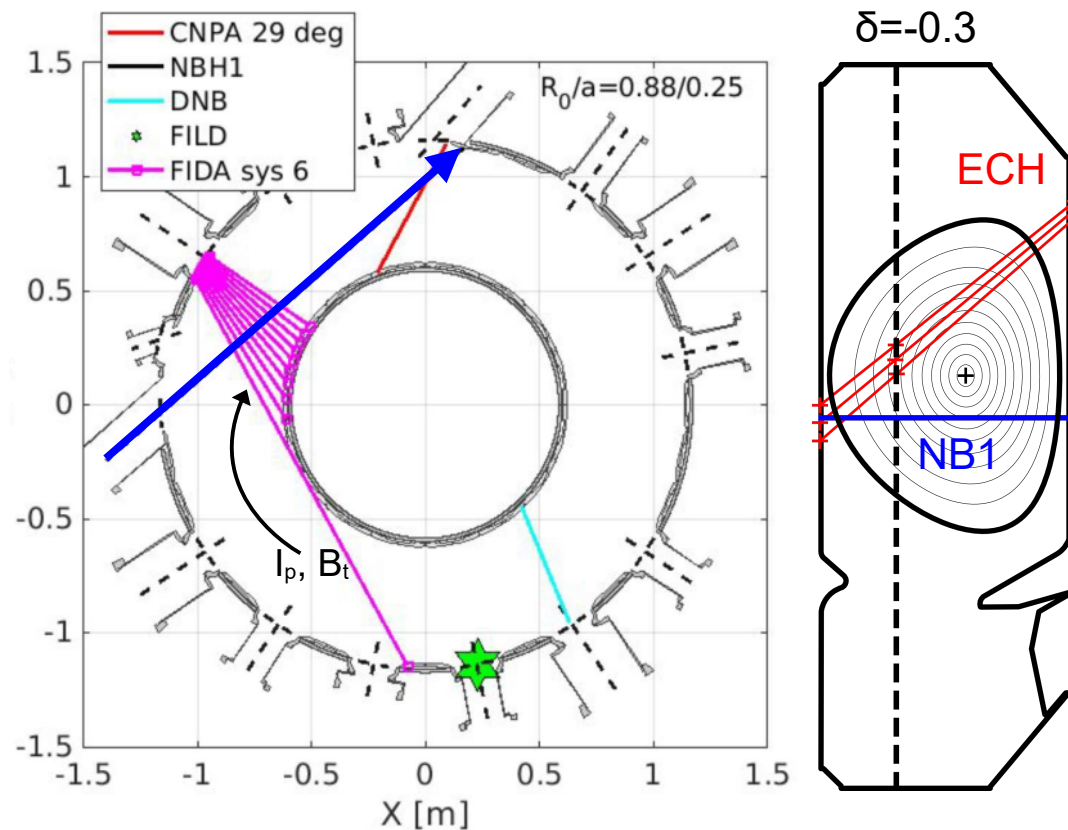 δ=-0.3
CNPA 29 deg
NBH1
DNB
FILD
FIDA sys 6
R₀/a=0.88/0.25
1.5
1
0.5
0
-0.5
-1
-1.5
-1.5
-1
-0.5
0
0.5
1
1.5
X [m]
Iₚ, Bₜ
ECH
NB1